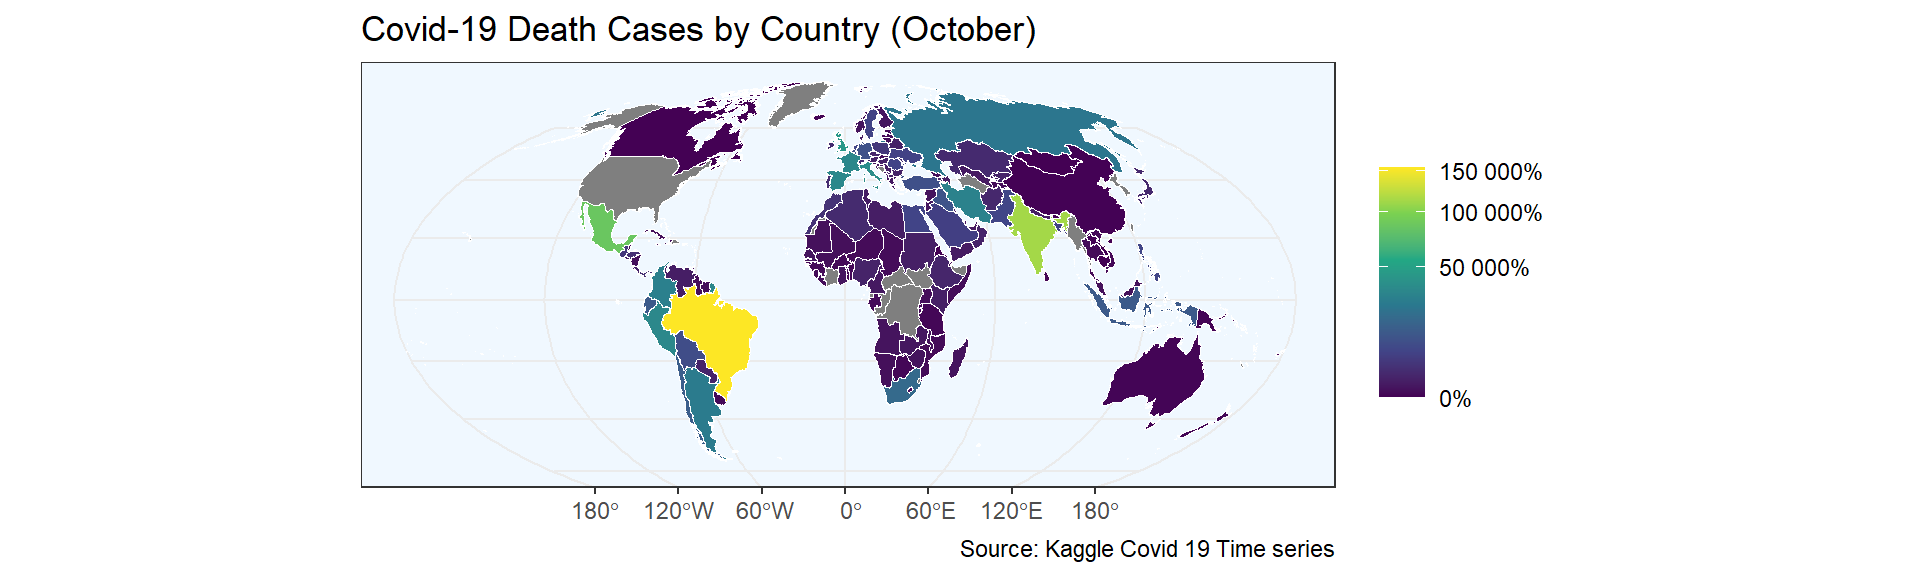 Covid-19 Death Cases by Country (October)
150 000%
100 000%
50 000%
0%
180° 120°W 60°W 0° 60°E 120°E 180°
Source: Kaggle Covid 19 Time series